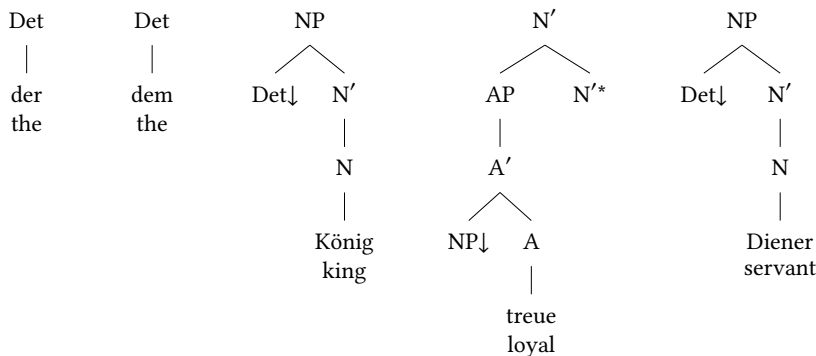 Det Det NP N′ NP
der dem Det↓ N′ AP N′* Det↓ N′
the the
N A′ N
König NP↓ A Diener
king servant
treue
loyal